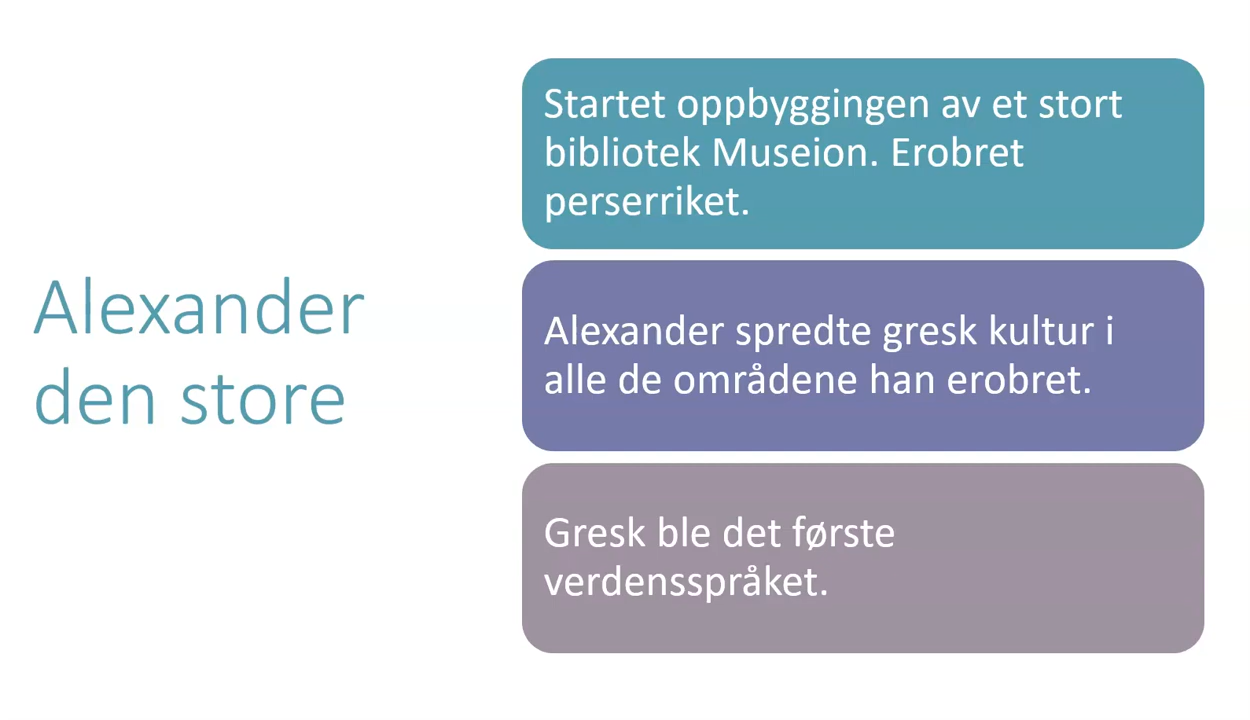 Alexander
den store
Startet oppbyggingen av et stort
bibliotek Museion. Erobret
perserriket.
Alexander spredte gresk kultur i
alle de områdene han erobret.
Gresk ble det første
verdensspråket.